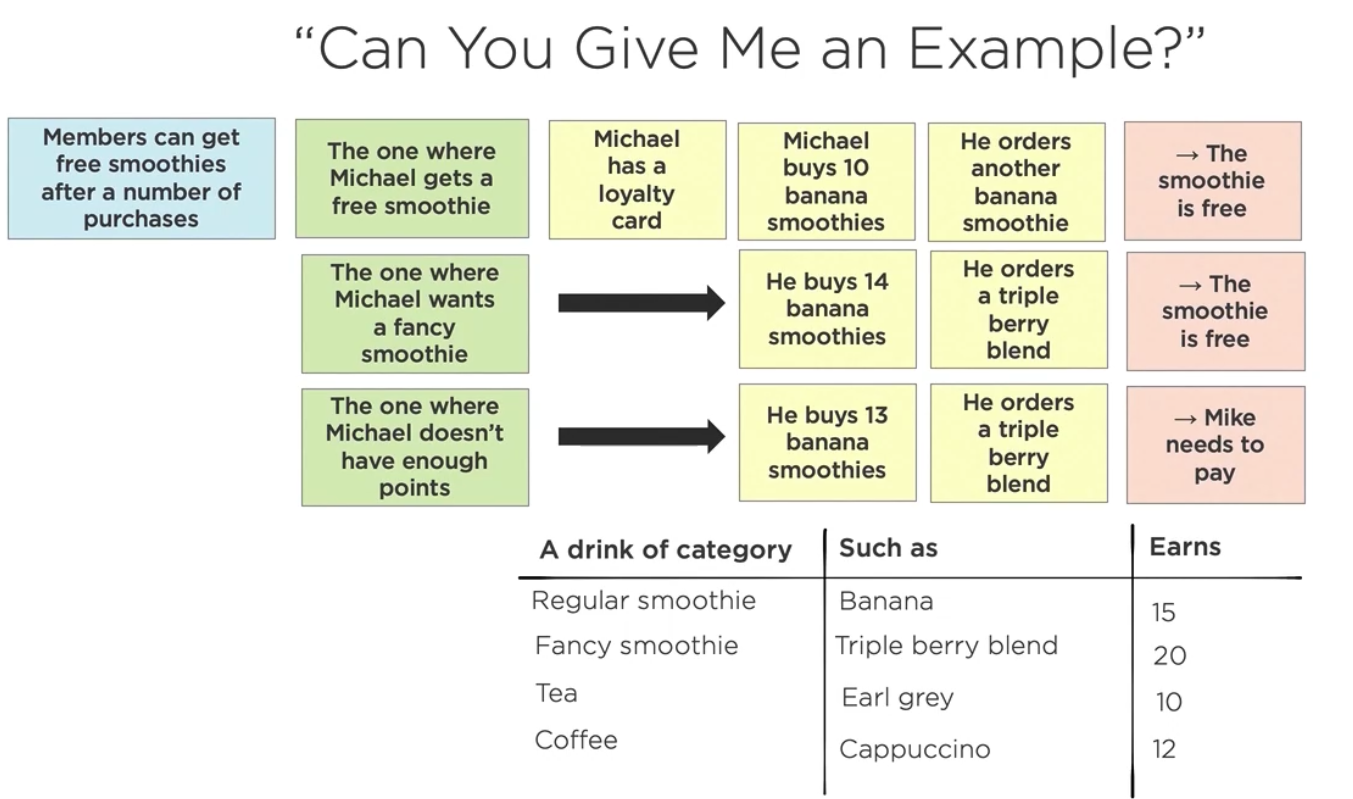 “Can You Give Me an Example?”
Members can get
free smoothies
after a number of
purchases
The one where
Michael gets a
free smoothie
Michael
has a
loyalty
card
Michael
buys 10
banana
smoothies
He orders
another
banana
smoothie
→ The
smoothie
is free
The one where
Michael wants
a fancy
smoothie
He buys 14
banana
smoothies
He orders
a triple
berry
blend
→ The
smoothie
is free
The one where
Michael doesn’t
have enough
points
He buys 13
banana
smoothies
He orders
a triple
berry
blend
→ Mike
needs to
pay
A drink of category Such as Earns
Regular smoothie Banana 15
Fancy smoothie Triple berry blend 20
Tea Earl grey 10
Coffee Cappuccino 12